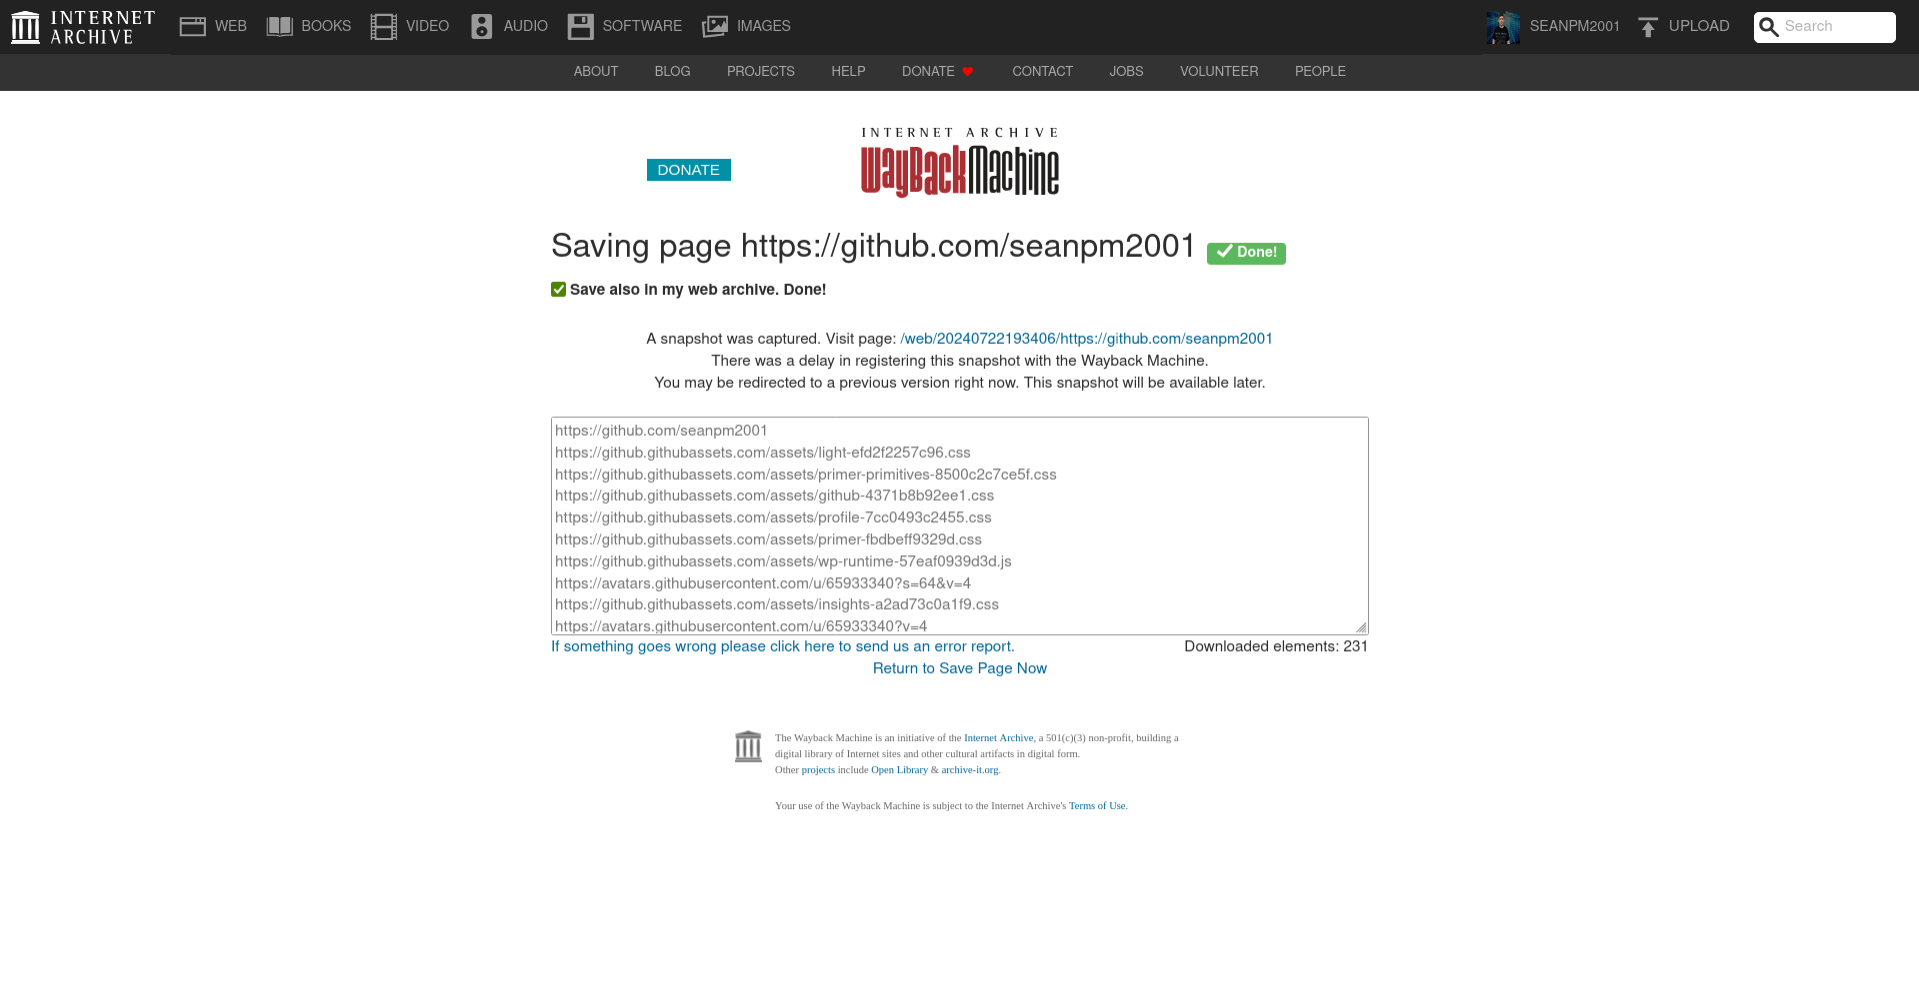 INTERNET ARCHIVE
WEB
BOOKS
VIDEO
AUDIO
SOFTWARE
IMAGES
SEANPM2001
UPLOAD
Search
ABOUT
BLOG
PROJECTS
HELP
DONATE
CONTACT
JOBS
VOLUNTEER
PEOPLE
INTERNET ARCHIVE
WayBackMachine
DONATE
Saving page https://github.com/seanpm2001 Done!
Save also in my web archive. Done!
A snapshot was captured. Visit page: /web/20240722193406/https://github.com/seanpm2001
There was a delay in registering this snapshot with the Wayback Machine.
You may be redirected to a previous version right now. This snapshot will be available later.
https://github.com/seanpm2001
https://github.githubassets.com/assets/light-efd2f2257c96.css
https://github.githubassets.com/assets/primer-primitives-8500c2c7ce5f.css
https://github.githubassets.com/assets/github-4371b8b92ee1.css
https://github.githubassets.com/assets/profile-7cc0493c2455.css
https://github.githubassets.com/assets/primer-fbdbeff9329d.css
https://github.githubassets.com/assets/wp-runtime-57eaf0939d3d.js
https://avatars.githubusercontent.com/u/65933340?s=64&v=4
https://github.githubassets.com/assets/insights-a2ad73c0a1f9.css
https://avatars.githubusercontent.com/u/65933340?v=4
If something goes wrong please click here to send us an error report.
Downloaded elements: 231
Return to Save Page Now
The Wayback Machine is an initiative of the Internet Archive, a 501(c)(3) non-profit, building a
digital library of Internet sites and other cultural artifacts in digital form.
Other projects include Open Library & archive-it.org.
Your use of the Wayback Machine is subject to the Internet Archive's Terms of Use.